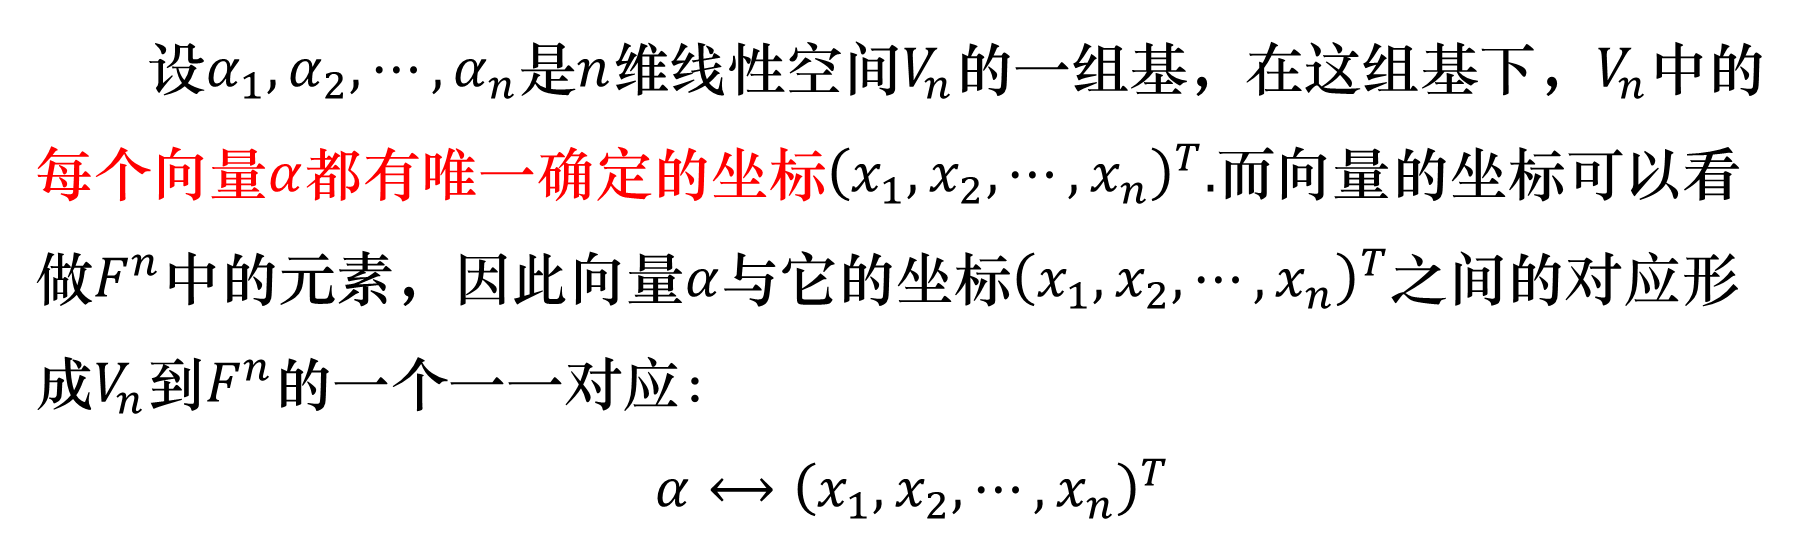 设α₁, α₂, ⋯ , αₙ是n维线性空间Vₙ的一组基，在这组基下，Vₙ中的
每个向量α都有唯一确定的坐标(x₁, x₂, ⋯ , xₙ)ᵀ.而向量的坐标可以看
做Fⁿ中的元素，因此向量α与它的坐标(x₁, x₂, ⋯ , xₙ)ᵀ之间的对应形
成Vₙ到Fⁿ的一个一一对应：
α ⟷ (x₁, x₂, ⋯ , xₙ)ᵀ